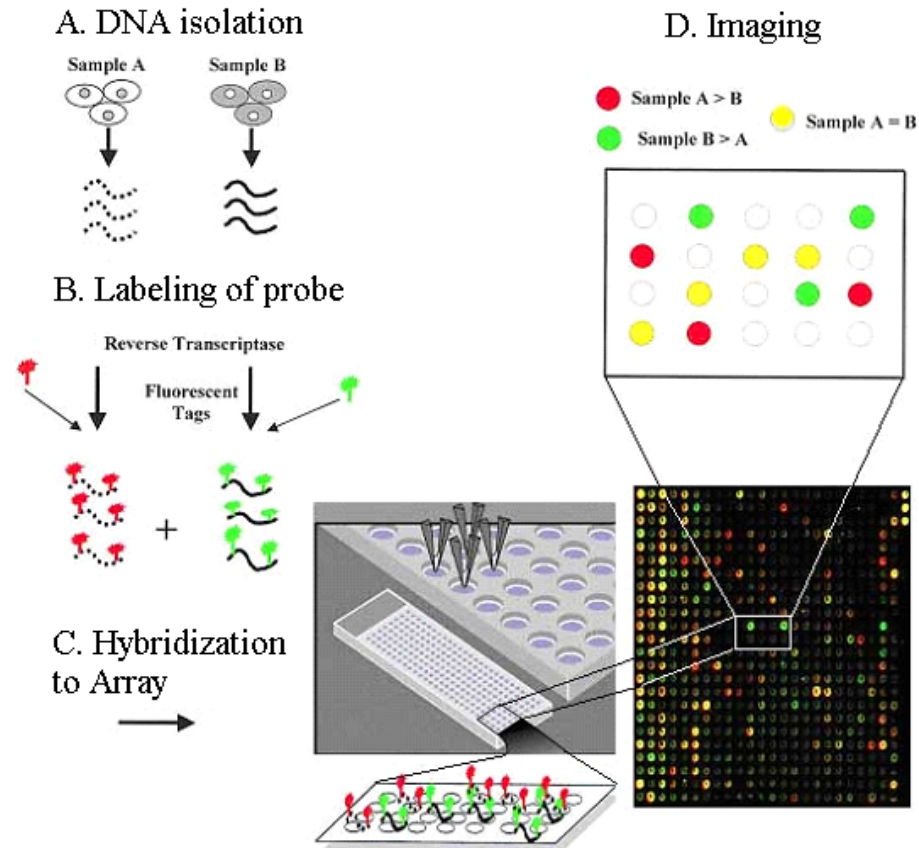 A. DNA isolation
Sample A
Sample B
B. Labeling of probe
Reverse Transcriptase
Fluorescent
Tags
+
C. Hybridization
to Array
D. Imaging
Sample A > B
Sample B > A
Sample A = B